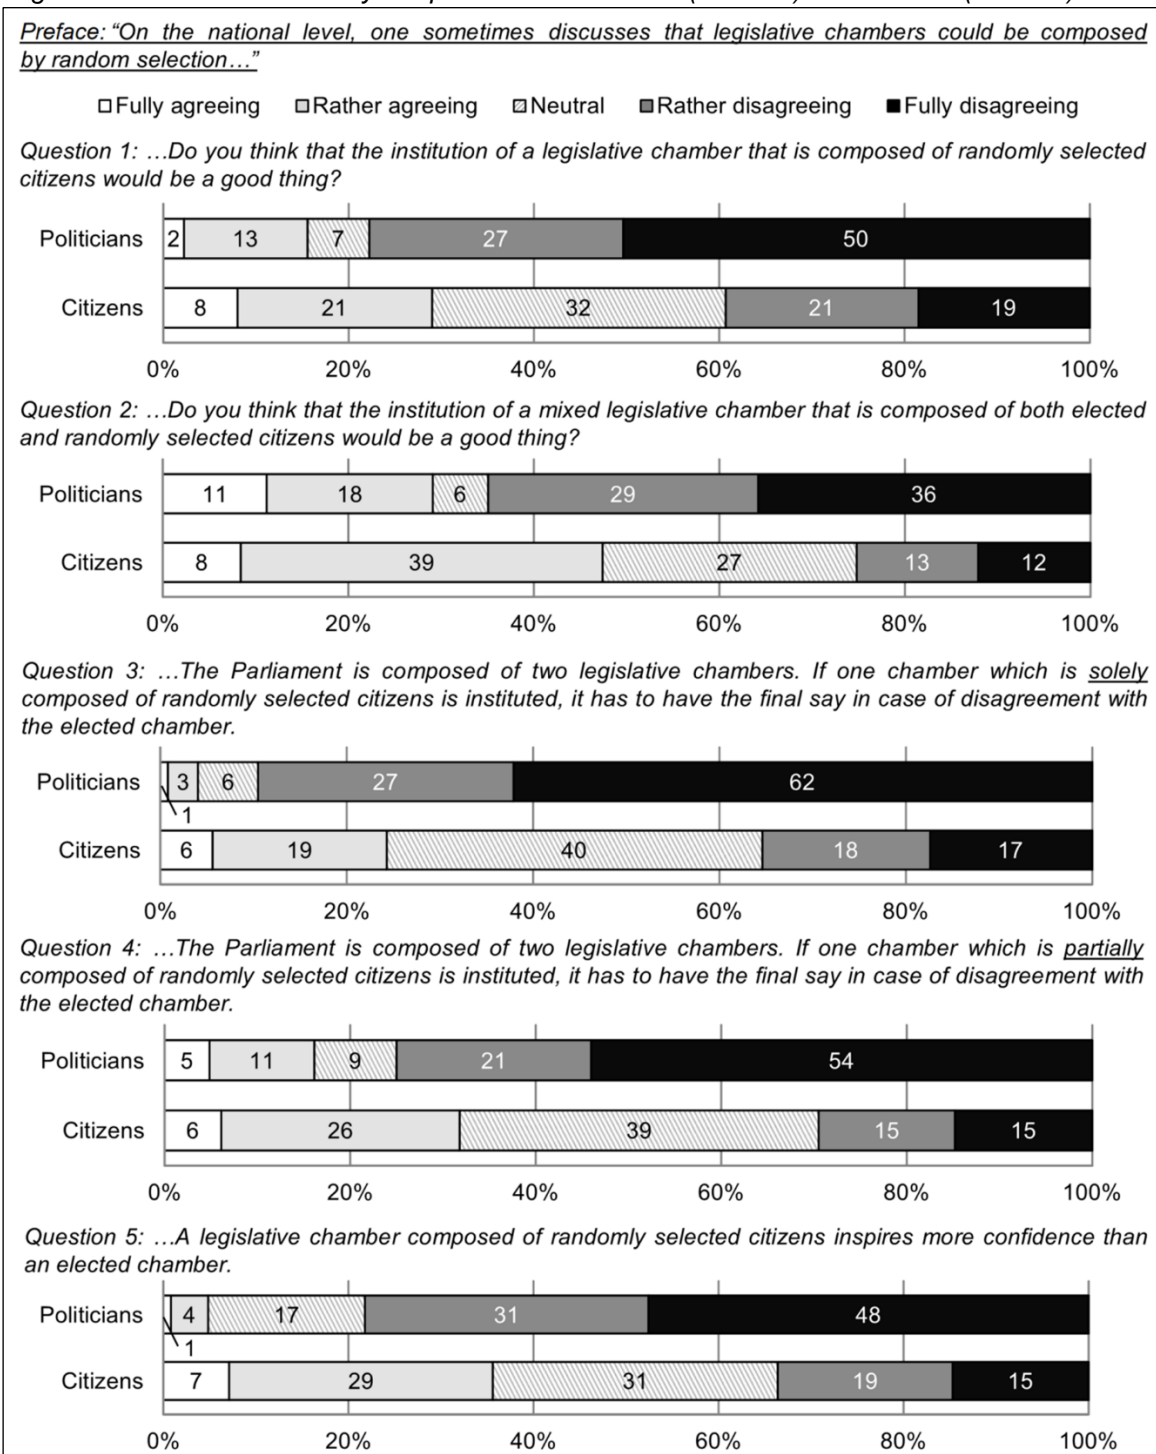 Preface: “On the national level, one sometimes discusses that legislative chambers could be composed
by random selection…”
Fully agreeing Rather agreeing Neutral Rather disagreeing Fully disagreeing
Question 1: …Do you think that the institution of a legislative chamber that is composed of randomly selected
citizens would be a good thing?
Politicians 2 13 7 27 50
Citizens 8 21 32 21 19
0% 20% 40% 60% 80% 100%
Question 2: …Do you think that the institution of a mixed legislative chamber that is composed of both elected
and randomly selected citizens would be a good thing?
Politicians 11 18 6 29 36
Citizens 8 39 27 13 12
0% 20% 40% 60% 80% 100%
Question 3: …The Parliament is composed of two legislative chambers. If one chamber which is solely
composed of randomly selected citizens is instituted, it has to have the final say in case of disagreement with
the elected chamber.
Politicians 3 6 27 62
1
Citizens 6 19 40 18 17
0% 20% 40% 60% 80% 100%
Question 4: …The Parliament is composed of two legislative chambers. If one chamber which is partially
composed of randomly selected citizens is instituted, it has to have the final say in case of disagreement with
the elected chamber.
Politicians 5 11 9 21 54
Citizens 6 26 39 15 15
0% 20% 40% 60% 80% 100%
Question 5: …A legislative chamber composed of randomly selected citizens inspires more confidence than
an elected chamber.
Politicians 4 17 31 48
1
Citizens 7 29 31 19 15
0% 20% 40% 60% 80% 100%